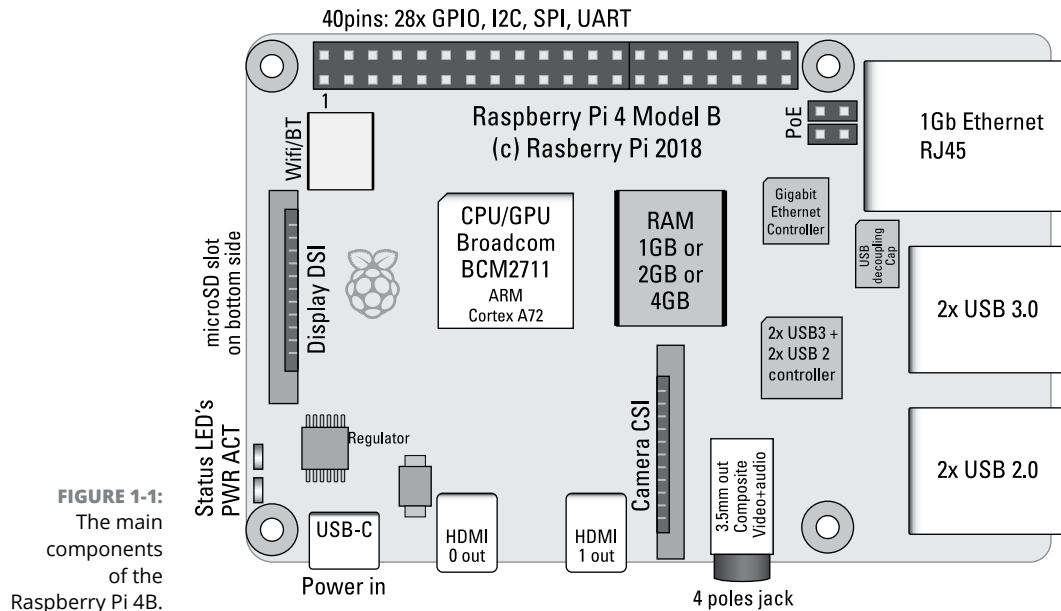 40pins: 28x GPIO, I2C, SPI, UART
1
Wifi/BT
Raspberry Pi 4 Model B
(c) Rasberry Pi 2018
PoE
1Gb Ethernet
RJ45
microSD slot
on bottom side
Display DSI
CPU/GPU
Broadcom
BCM2711
ARM
Cortex A72
RAM
1GB or
2GB or
4GB
Gigabit
Ethernet
Controller
USB
decoupling
Cap
2x USB 3.0
2x USB3 +
2x USB 2
controller
Status LED's
PWR ACT
Regulator
Camera CSI
2x USB 2.0
USB-C
Power in
HDMI
0 out
HDMI
1 out
3.5mm out
Composite
Video+audio
4 poles jack
FIGURE 1-1:
The main
components
of the
Raspberry Pi 4B.